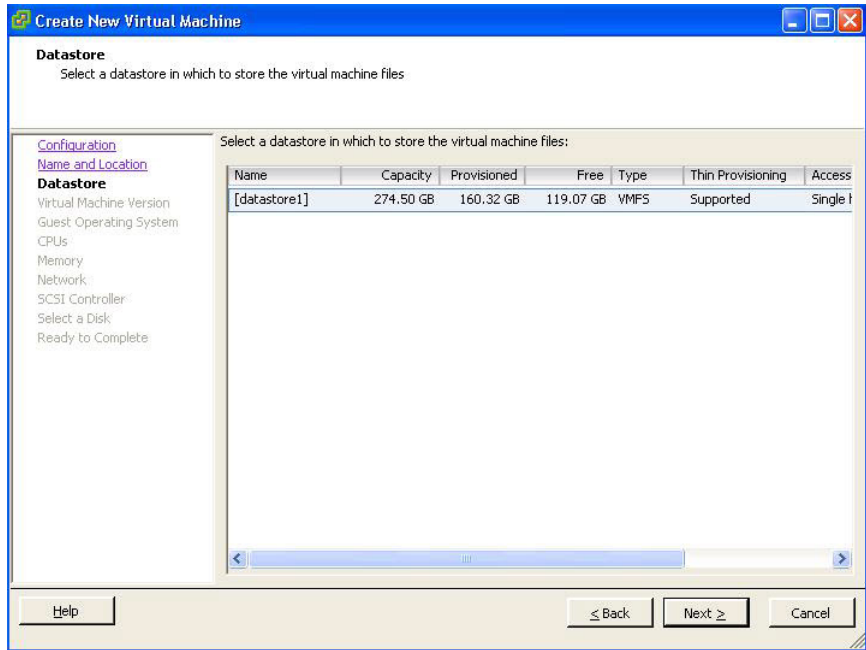 Create New Virtual Machine
Datastore
Select a datastore in which to store the virtual machine files
Configuration
Name and Location
Datastore
Virtual Machine Version
Guest Operating System
CPUs
Memory
Network
SCSI Controller
Select a Disk
Ready to Complete
Select a datastore in which to store the virtual machine files:
Name Capacity Provisioned Free Type Thin Provisioning Access
[datastore1] 274.50 GB 160.32 GB 119.07 GB VMFS Supported Single
Help
≤ Back Next ≥ Cancel